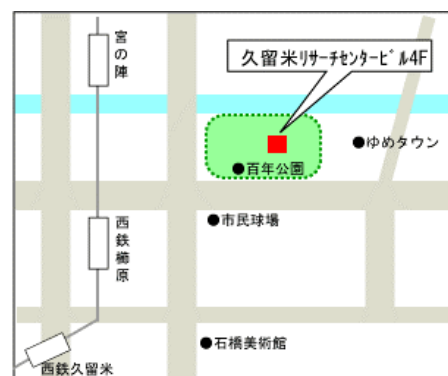 宮の陣
久留米ﾘｻｰﾁｾﾝﾀｰﾋﾞﾙ4F
●ゆめタウン
●百年公園
●市民球場
西鉄櫛原
●石橋美術館
西鉄久留米